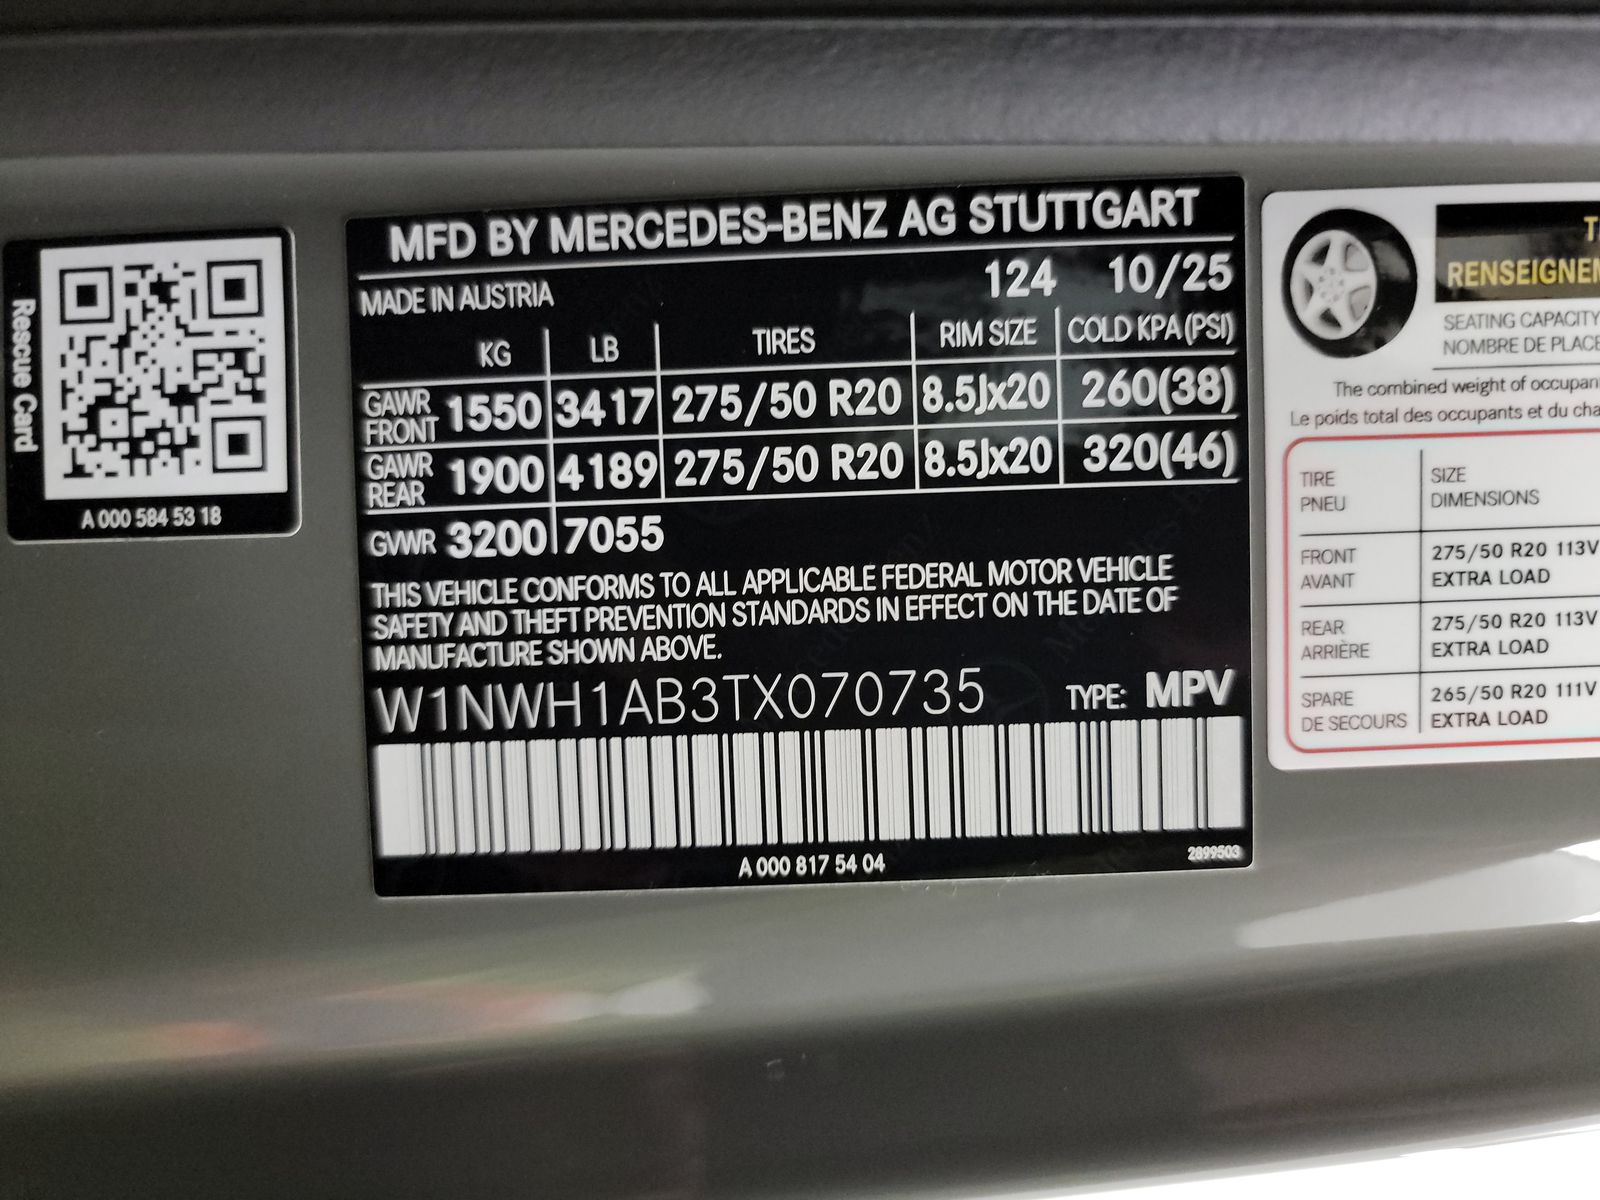 Rescue Card
A 000 584 53 18
MFD BY MERCEDES-BENZ AG STUTTGART
MADE IN AUSTRIA 124 10/25
KG LB TIRES RIM SIZE COLD KPA(PSI)
GAWR FRONT 1550 3417 275/50 R20 8.5Jx20 260(38)
GAWR REAR 1900 4189 275/50 R20 8.5Jx20 320(46)
GVWR 3200 7055
THIS VEHICLE CONFORMS TO ALL APPLICABLE FEDERAL MOTOR VEHICLE
SAFETY AND THEFT PREVENTION STANDARDS IN EFFECT ON THE DATE OF
MANUFACTURE SHOWN ABOVE.
W1NWH1AB3TX070735 TYPE: MPV
A 000 817 54 04 2899503
RENSEIGNEM
SEATING CAPACITY
NOMBRE DE PLACE
The combined weight of occupan
Le poids total des occupants et du cha
TIRE SIZE
PNEU DIMENSIONS
FRONT 275/50 R20 113V
AVANT EXTRA LOAD
REAR 275/50 R20 113V
ARRIÈRE EXTRA LOAD
SPARE 265/50 R20 111V
DE SECOURS EXTRA LOAD